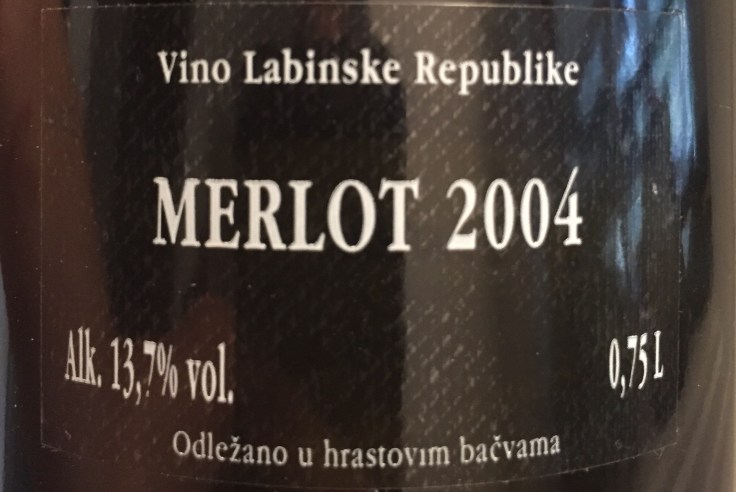 Vino Labinske Republike
MERLOT 2004
Alk. 13,7% vol.
0,75 L
Odležano u hrastovim bačvama